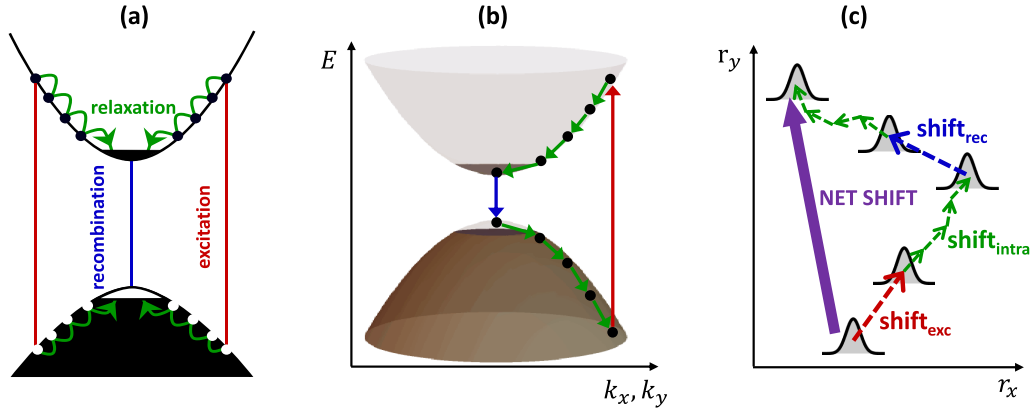 (a)
relaxation
recombination
excitation
(b)
E
k_x, k_y
(c)
r_y
shift_rec
NET SHIFT
shift_intra
shift_exc
r_x